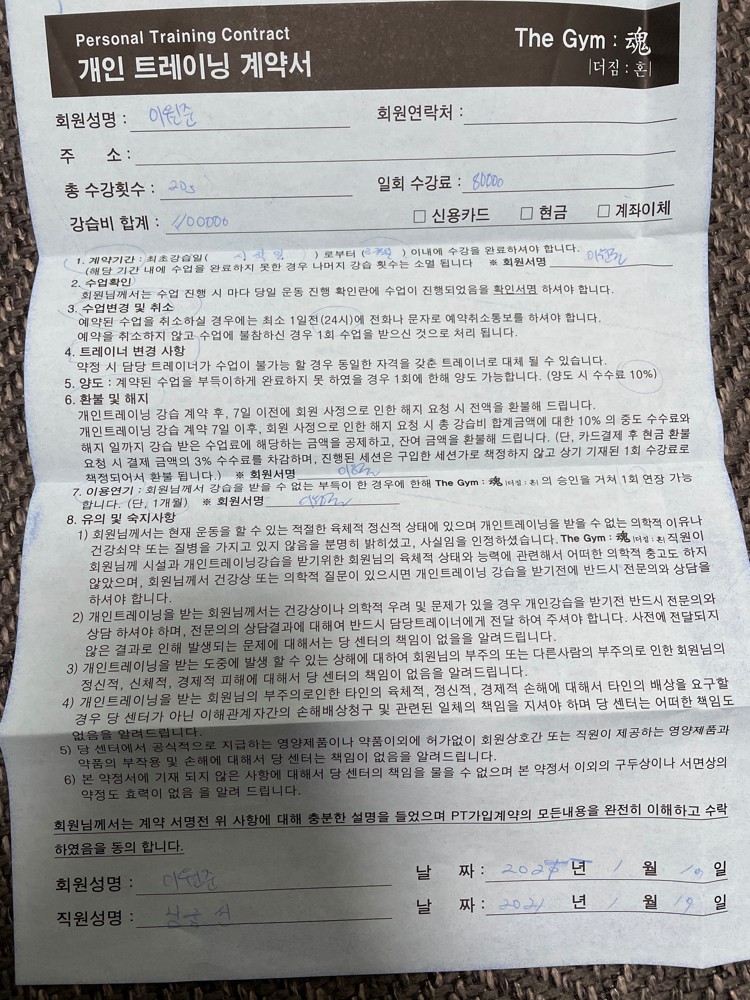 Personal Training Contract
개인 트레이닝 계약서
The Gym : 魂
|더짐 : 혼|
회원성명 : 이원준
회원연락처 :
주 소 :
총 수강횟수 : 20
일회 수강료 : 80000
강습비 합계 : 1100000
□ 신용카드 □ 현금 □ 계좌이체
1. 계약기간 : 최초강습일( 시작일 ) 로부터 ( ) 이내에 수강을 완료하셔야 합니다.
(해당 기간 내에 수업을 완료하지 못한 경우 나머지 강습 횟수는 소멸 됩니다 ※ 회원서명 이원준
2. 수업확인
회원님께서는 수업 진행 시 마다 당일 운동 진행 확인란에 수업이 진행되었음을 확인서명 하셔야 합니다.
3. 수업변경 및 취소
예약된 수업을 취소하실 경우에는 최소 1일전(24시)에 전화나 문자로 예약취소통보를 하셔야 합니다.
예약을 취소하지 않고 수업에 불참하신 경우 1회 수업을 받으신 것으로 처리 됩니다.
4. 트레이너 변경 사항
약정 시 담당 트레이너가 수업이 불가능 할 경우 동일한 자격을 갖춘 트레이너로 대체 될 수 있습니다.
5. 양도 : 계약된 수업을 부득이하게 완료하지 못 하였을 경우 1회에 한해 양도 가능합니다. (양도 시 수수료 10%)
6. 환불 및 해지
개인트레이닝 강습 계약 후, 7일 이전에 회원 사정으로 인한 해지 요청 시 전액을 환불해 드립니다.
개인트레이닝 강습 계약 7일 이후, 회원 사정으로 인한 해지 요청 시 총 강습비 합계금액에 대한 10% 의 중도 수수료와
해지 일까지 강습 받은 수업료에 해당하는 금액을 공제하고, 잔여 금액을 환불해 드립니다. (단, 카드결제 후 현금 환불
요청 시 결제 금액의 3% 수수료를 차감하며, 진행된 세션은 구입한 세션가로 책정하지 않고 상기 기재된 1회 수강료로
책정되어서 환불 됩니다.) ※ 회원서명 이원준
7. 이용연기 : 회원님께서 강습을 받을 수 없는 부득이 한 경우에 한해 The Gym : 魂 |더짐 : 혼| 의 승인을 거쳐 1회 연장 가능
합니다. (단, 1개월) ※ 회원서명 이원준
8. 유의 및 숙지사항
1) 회원님께서는 현재 운동을 할 수 있는 적절한 육체적 정신적 상태에 있으며 개인트레이닝을 받을 수 없는 의학적 이유나
건강쇠약 또는 질병을 가지고 있지 않음을 분명히 밝히셨고, 사실임을 인정하셨습니다. The Gym : 魂 |더짐 : 혼| 직원이
회원님께 시설과 개인트레이닝강습을 받기위한 회원님의 육체적 상태와 능력에 관련해서 어떠한 의학적 충고도 하지
않았으며, 회원님께서 건강상 또는 의학적 질문이 있으시면 개인트레이닝 강습을 받기전에 반드시 전문의와 상담을
하셔야 합니다.
2) 개인트레이닝을 받는 회원님께서는 건강상이나 의학적 우려 및 문제가 있을 경우 개인강습을 받기전 반드시 전문의와
상담 하셔야 하며, 전문의의 상담결과에 대하여 반드시 담당트레이너에게 전달 하여 주셔야 합니다. 사전에 전달되지
않은 결과로 인해 발생되는 문제에 대해서는 당 센터의 책임이 없음을 알려드립니다.
3) 개인트레이닝을 받는 도중에 발생 할 수 있는 상해에 대하여 회원님의 부주의 또는 다른사람의 부주의로 인한 회원님의
정신적, 신체적, 경제적 피해에 대해서 당 센터의 책임이 없음을 알려드립니다.
4) 개인트레이닝을 받는 회원님의 부주의로인한 타인의 육체적, 정신적, 경제적 손해에 대해서 타인의 배상을 요구할
경우 당 센터가 아닌 이해관계자간의 손해배상청구 및 관련된 일체의 책임을 지셔야 하며 당 센터는 어떠한 책임도
없음을 알려드립니다.
5) 당 센터에서 공식적으로 지급하는 영양제품이나 약품이외에 허가없이 회원상호간 또는 직원이 제공하는 영양제품과
약품의 부작용 및 손해에 대해서 당 센터는 책임이 없음을 알려드립니다.
6) 본 약정서에 기재 되지 않은 사항에 대해서 당 센터의 책임을 물을 수 없으며 본 약정서 이외의 구두상이나 서면상의
약정도 효력이 없음 을 알려 드립니다.
회원님께서는 계약 서명전 위 사항에 대해 충분한 설명을 들었으며 PT가입계약의 모든내용을 완전히 이해하고 수락
하였음을 동의 합니다.
회원성명 : 이원준 날 짜 : 2021 년 1 월 19 일
직원성명 : 날 짜 : 2021 년 1 월 19 일